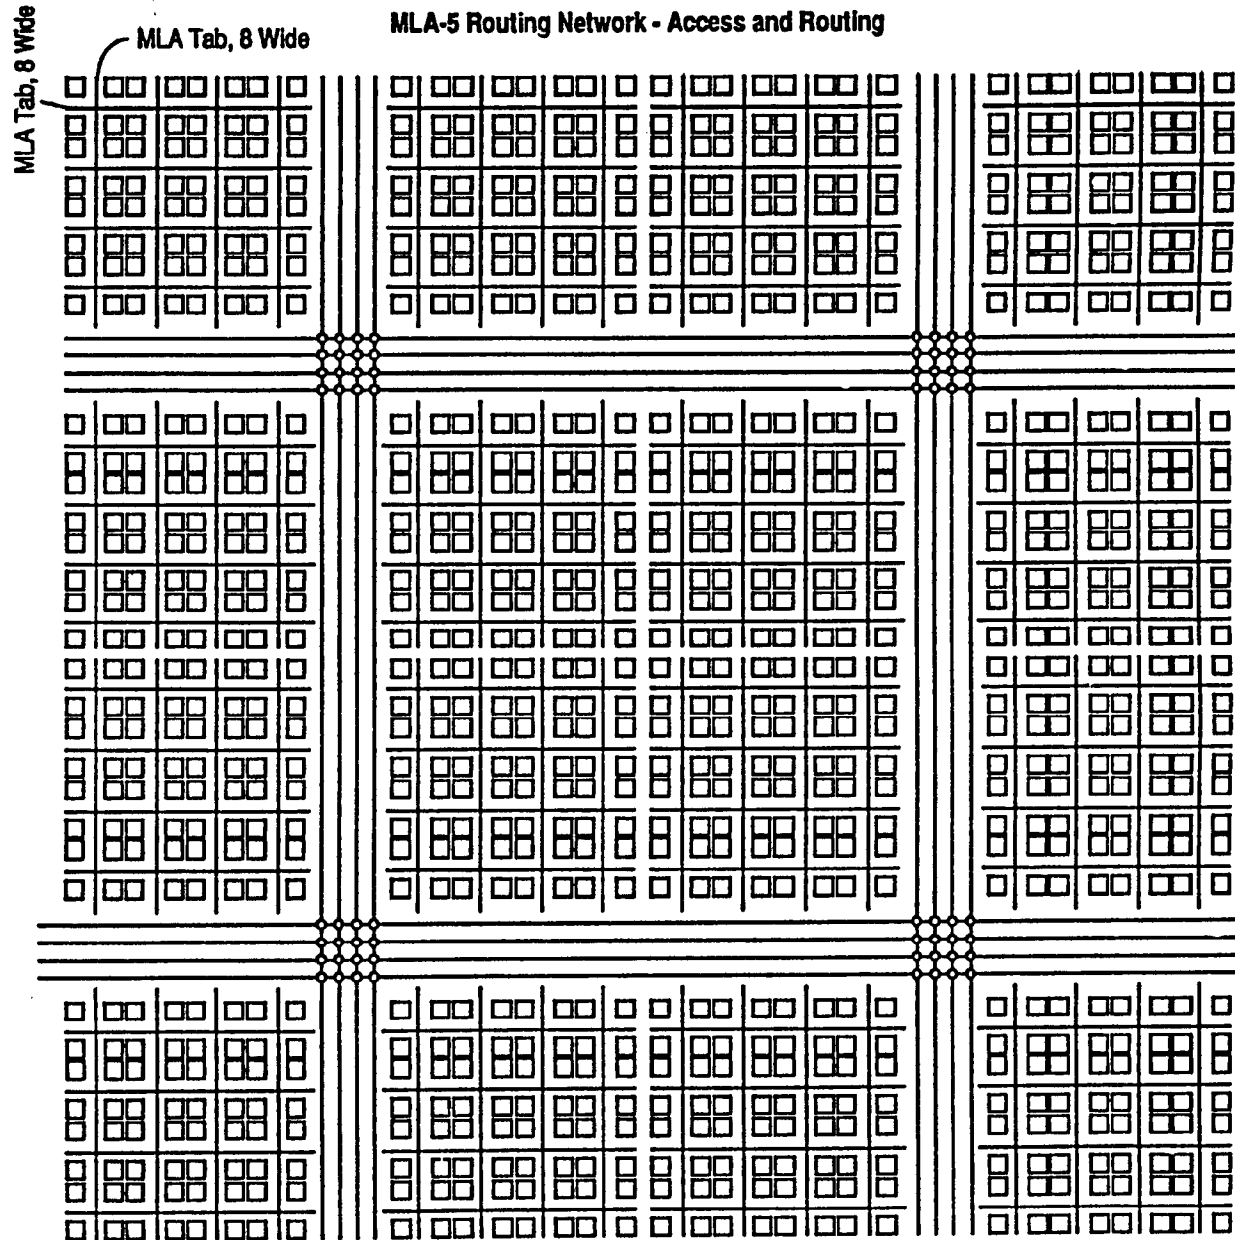 MLA-5 Routing Network - Access and Routing
MLA Tab, 8 Wide
MLA Tab, 8 Wide